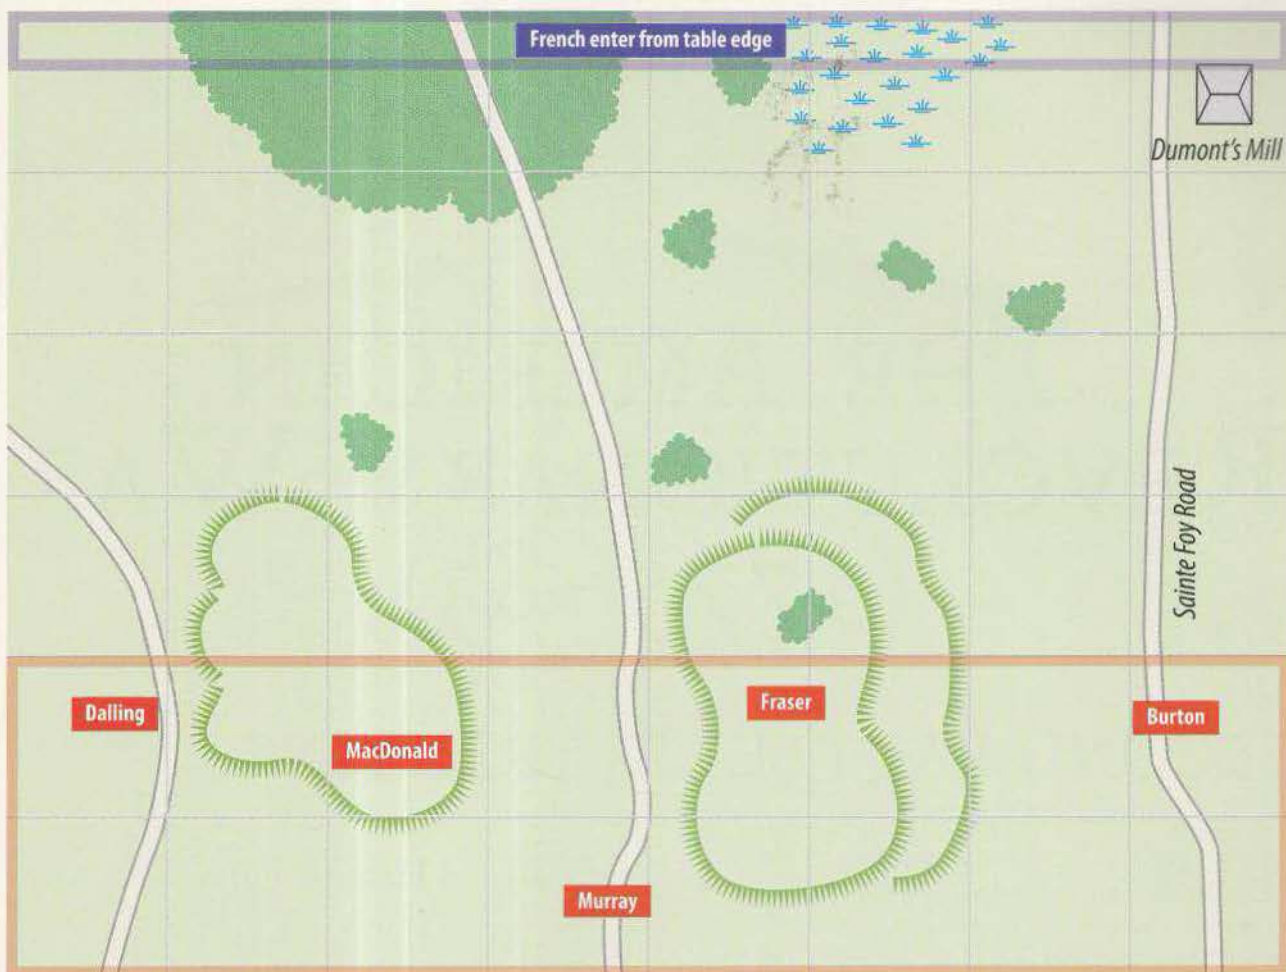 French enter from table edge
Dumont's Mill
Sainte Foy Road
Dalling
MacDonald
Fraser
Burton
Murray